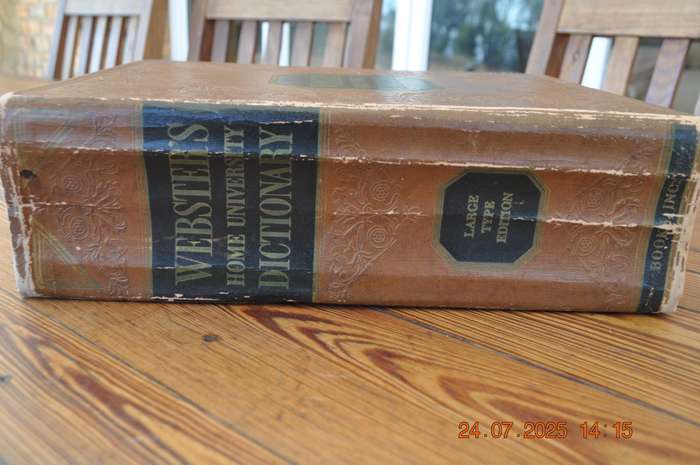 WEBSTER'S
HOME UNIVERSITY
DICTIONARY
LARGE
TYPE
EDITION
BOOKS, INC.
24.07.2025 14:15